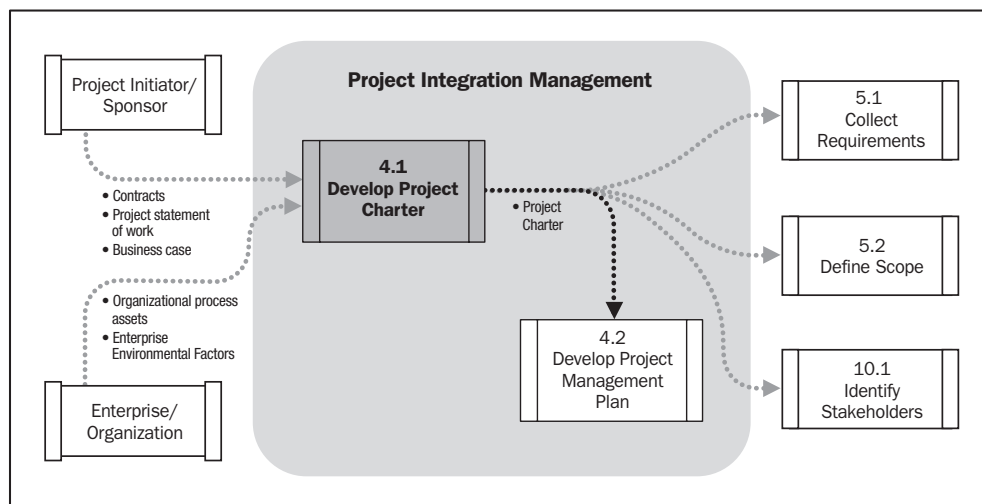 Project Initiator/
Sponsor
• Contracts
• Project statement
of work
• Business case
• Organizational process
assets
• Enterprise
Environmental Factors
Enterprise/
Organization
Project Integration Management
4.1
Develop Project
Charter
• Project
Charter
4.2
Develop Project
Management
Plan
5.1
Collect
Requirements
5.2
Define Scope
10.1
Identify
Stakeholders